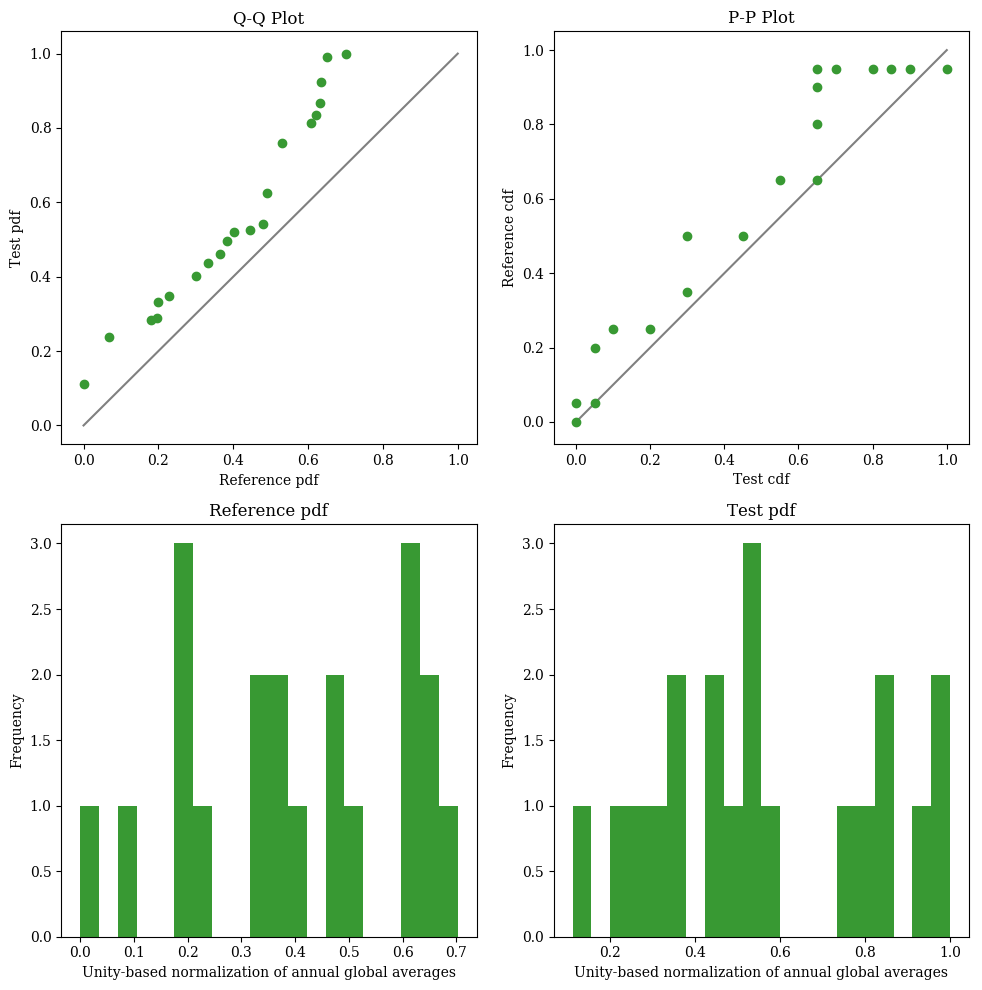 Q-Q Plot
P-P Plot
1.0
0.8
0.6
0.4
0.2
0.0
Test pdf
0.0 0.2 0.4 0.6 0.8 1.0
Reference pdf
1.0
0.8
0.6
0.4
0.2
0.0
Reference cdf
0.0 0.2 0.4 0.6 0.8 1.0
Test cdf
Reference pdf
3.0
2.5
2.0
1.5
1.0
0.5
0.0
Frequency
0.0 0.1 0.2 0.3 0.4 0.5 0.6 0.7
Unity-based normalization of annual global averages
Test pdf
3.0
2.5
2.0
1.5
1.0
0.5
0.0
Frequency
0.2 0.4 0.6 0.8 1.0
Unity-based normalization of annual global averages